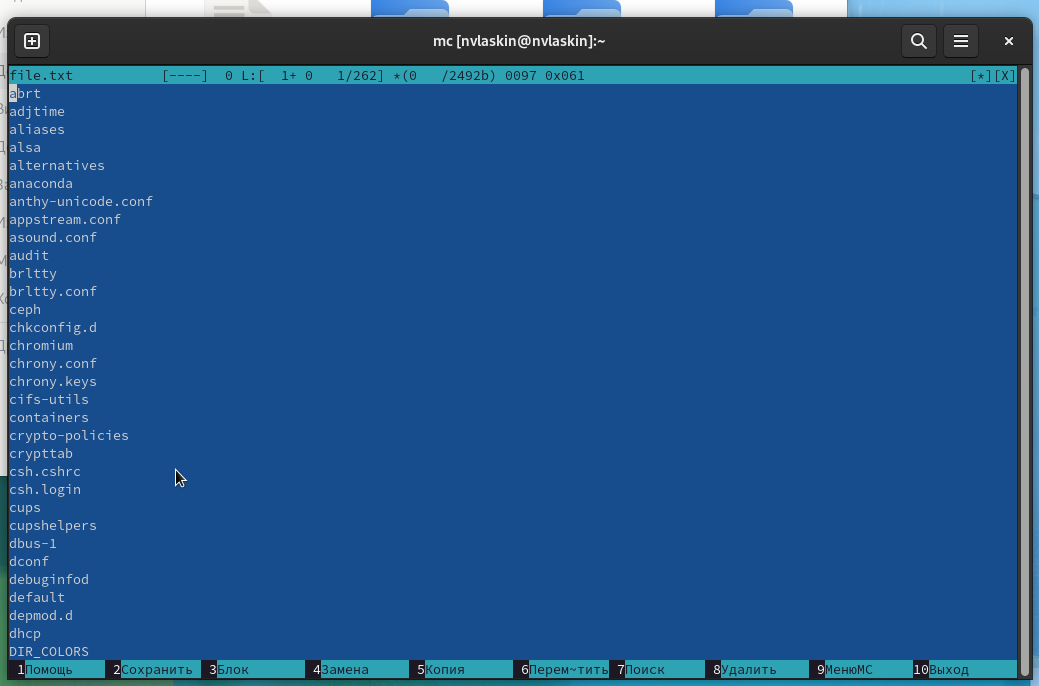 mc [nvlaskin@nvlaskin]:~
file.txt [----] 0 L:[ 1+ 0 1/262] *(0 /2492b) 0097 0x061 [*][X]
abrt
adjtime
aliases
alsa
alternatives
anaconda
anthy-unicode.conf
appstream.conf
asound.conf
audit
brltty
brltty.conf
ceph
chkconfig.d
chromium
chrony.conf
chrony.keys
cifs-utils
containers
crypto-policies
crypttab
csh.cshrc
csh.login
cups
cupshelpers
dbus-1
dconf
debuginfod
default
depmod.d
dhcp
DIR_COLORS
1Помощь 2Сохранить 3Блок 4Замена 5Копия 6Перем~тить 7Поиск 8Удалить 9МенюMC 10Выход